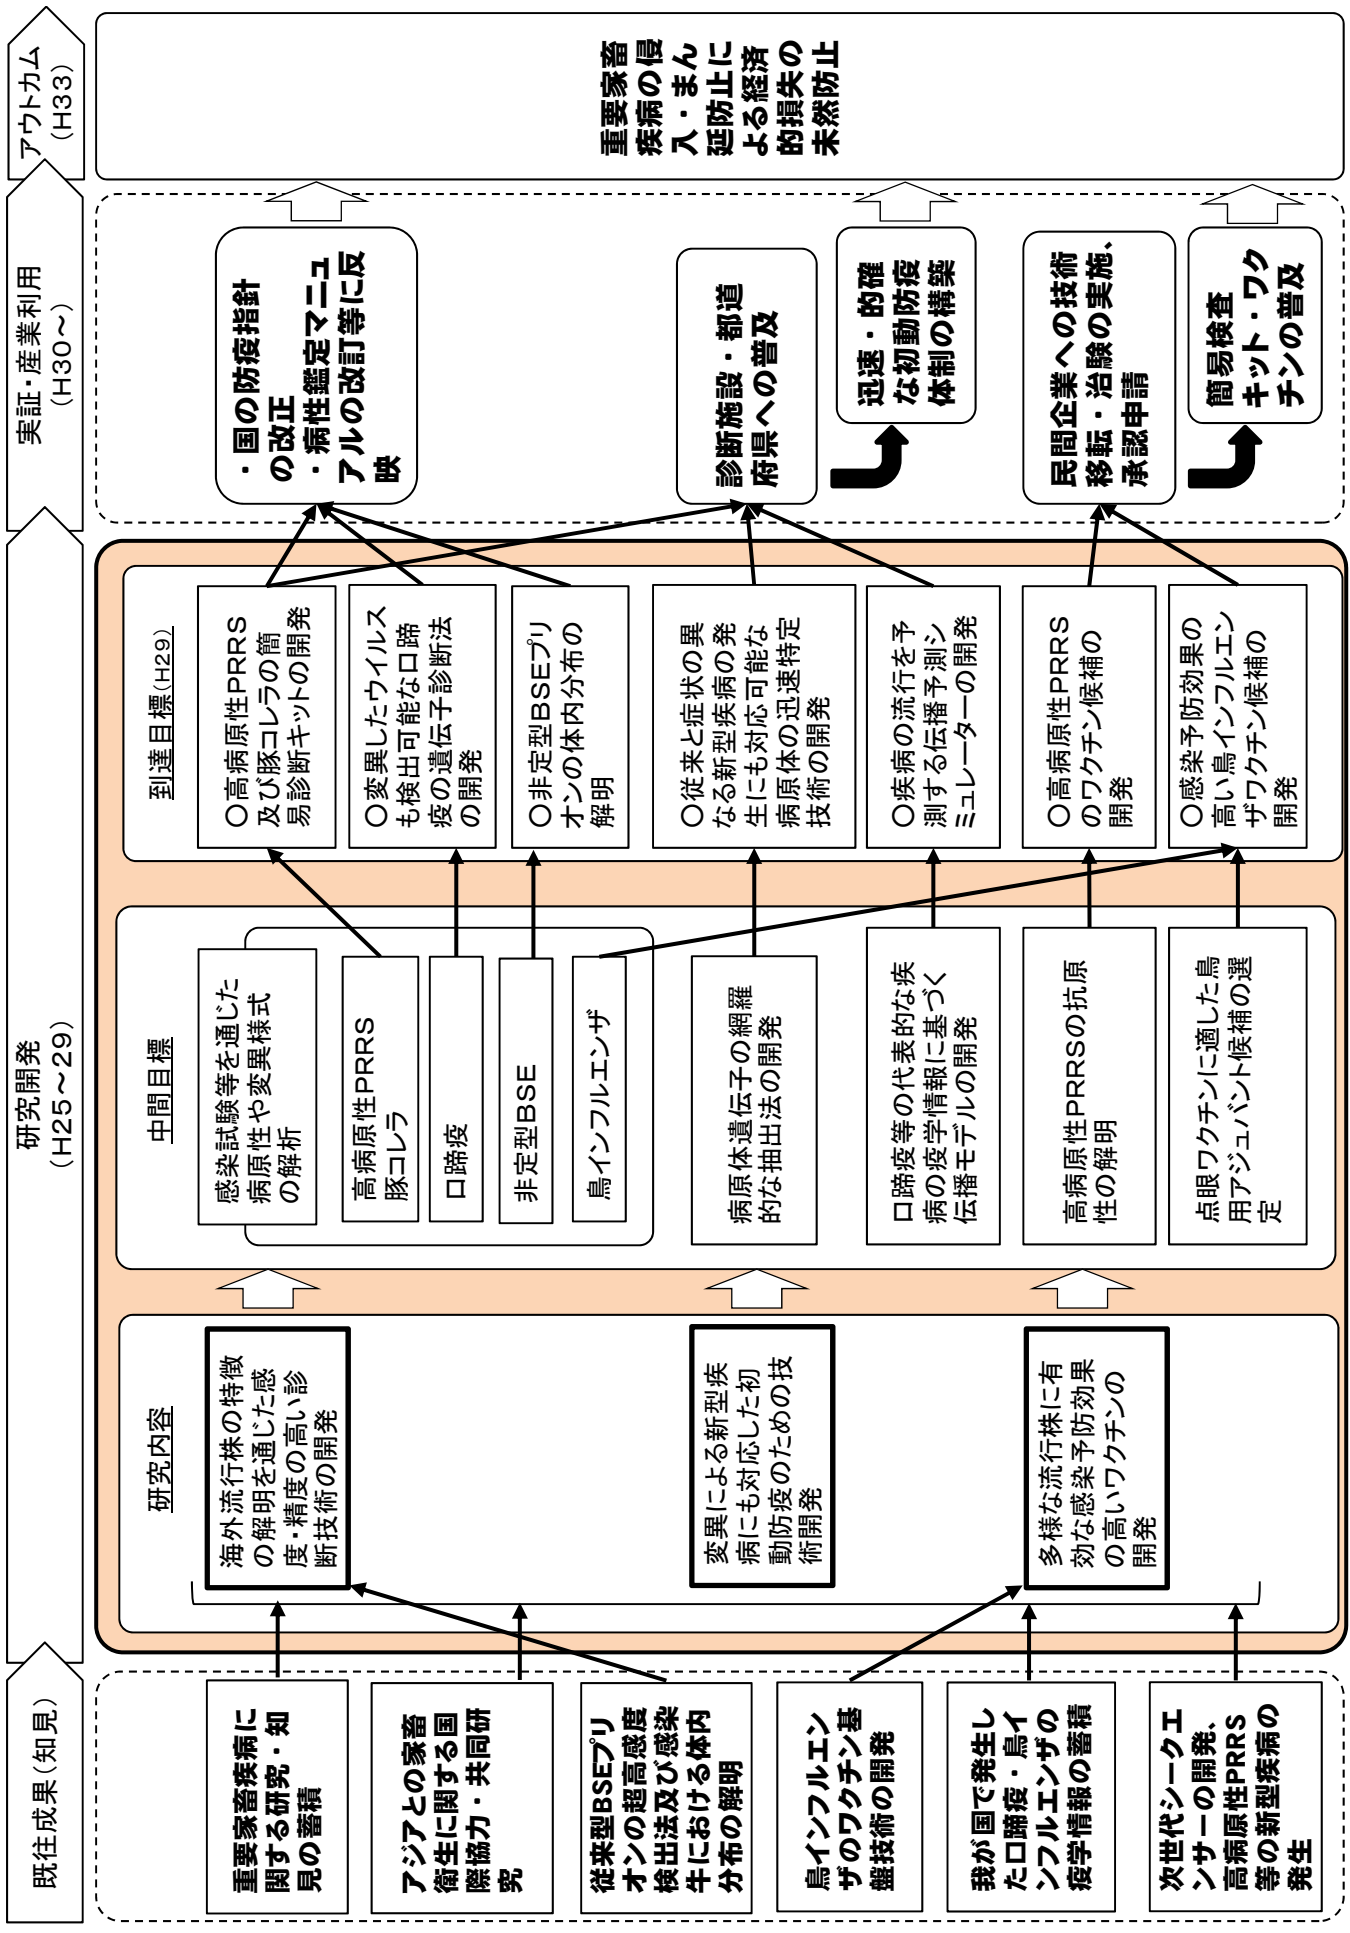 既往成果(知見)
研究開発
(H25～29)
実証・産業利用
(H30～)
アウトカム
(H33)
重要家畜疾病に
関する研究・知
見の蓄積
アジアとの家畜
衛生に関する国
際協力・共同研
究
従来型BSEプリ
オンの超高感度
検出法及び感染
牛における体内
分布の解明
鳥インフルエン
ザのワクチン基
盤技術の開発
我が国で発生し
た口蹄疫・鳥イ
ンフルエンザの
疫学情報の蓄積
次世代シークエ
ンサーの開発、
高病原性PRRS
等の新型疾病の
発生
研究内容
海外流行株の特徴
の解明を通じた感
度・精度の高い診
断技術の開発
変異による新型疾
病にも対応した初
動防疫のための技
術開発
多様な流行株に有
効な感染予防効果
の高いワクチンの
開発
中間目標
感染試験等を通じた
病原性や変異様式
の解析
高病原性PRRS
豚コレラ
口蹄疫
非定型BSE
鳥インフルエンザ
病原体遺伝子の網羅
的な抽出法の開発
口蹄疫等の代表的な疾
病の疫学情報に基づく
伝播モデルの開発
高病原性PRRSの抗原
性の解明
点眼ワクチンに適した鳥
用アジュバント候補の選
定
到達目標(H29)
○高病原性PRRS
及び豚コレラの簡
易診断キットの開発
○変異したウイルス
も検出可能な口蹄
疫の遺伝子診断法
の開発
○非定型BSEプリ
オンの体内分布の
解明
○従来と症状の異
なる新型疾病の発
生にも対応可能な
病原体の迅速特定
技術の開発
○疾病の流行を予
測する伝播予測シ
ミュレーターの開発
○高病原性PRRS
のワクチン候補の
開発
○感染予防効果の
高い鳥インフルエン
ザワクチン候補の
開発
・国の防疫指針
の改正
・病性鑑定マニュ
アルの改訂等に反
映
診断施設・都道
府県への普及
迅速・的確
な初動防疫
体制の構築
民間企業への技術
移転・治験の実施、
承認申請
簡易検査
キット・ワク
チンの普及
重要家畜
疾病の侵
入・まん
延防止に
よる経済
的損失の
未然防止